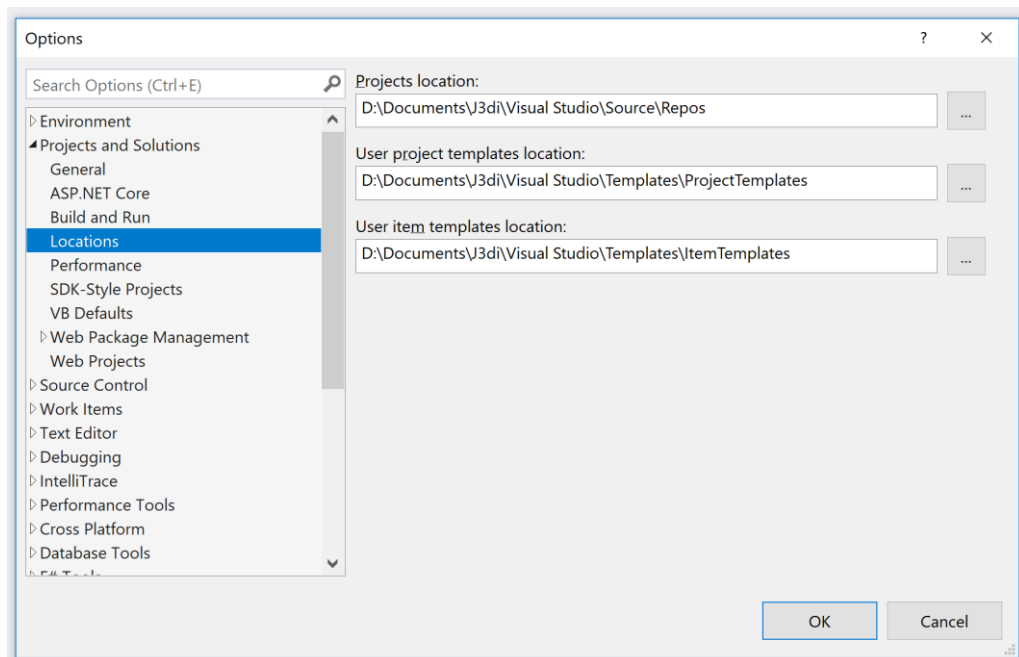 Options
?
Search Options (Ctrl+E)
Environment
Projects and Solutions
General
ASP.NET Core
Build and Run
Locations
Performance
SDK-Style Projects
VB Defaults
Web Package Management
Web Projects
Source Control
Work Items
Text Editor
Debugging
IntelliTrace
Performance Tools
Cross Platform
Database Tools
F# Tools
Projects location:
D:\Documents\J3di\Visual Studio\Source\Repos
...
User project templates location:
D:\Documents\J3di\Visual Studio\Templates\ProjectTemplates
...
User item templates location:
D:\Documents\J3di\Visual Studio\Templates\ItemTemplates
...
OK
Cancel